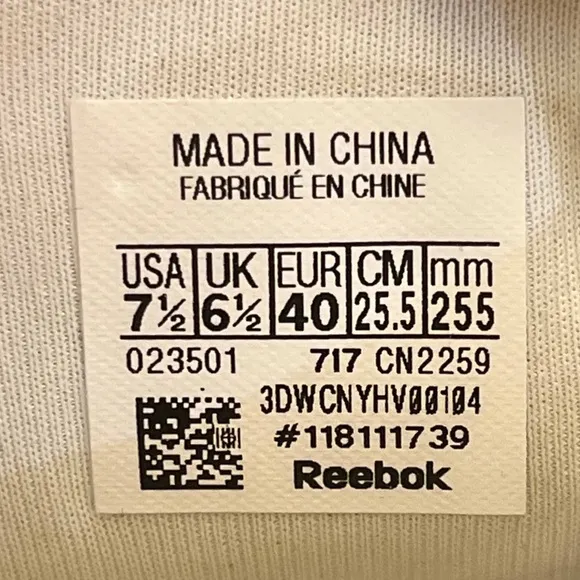 MADE IN CHINA
FABRIQUÉ EN CHINE
USA UK EUR CM mm
7½ 6½ 40 25.5 255
023501 717 CN2259
3DWCNYHV00104
#118111739
Reebok